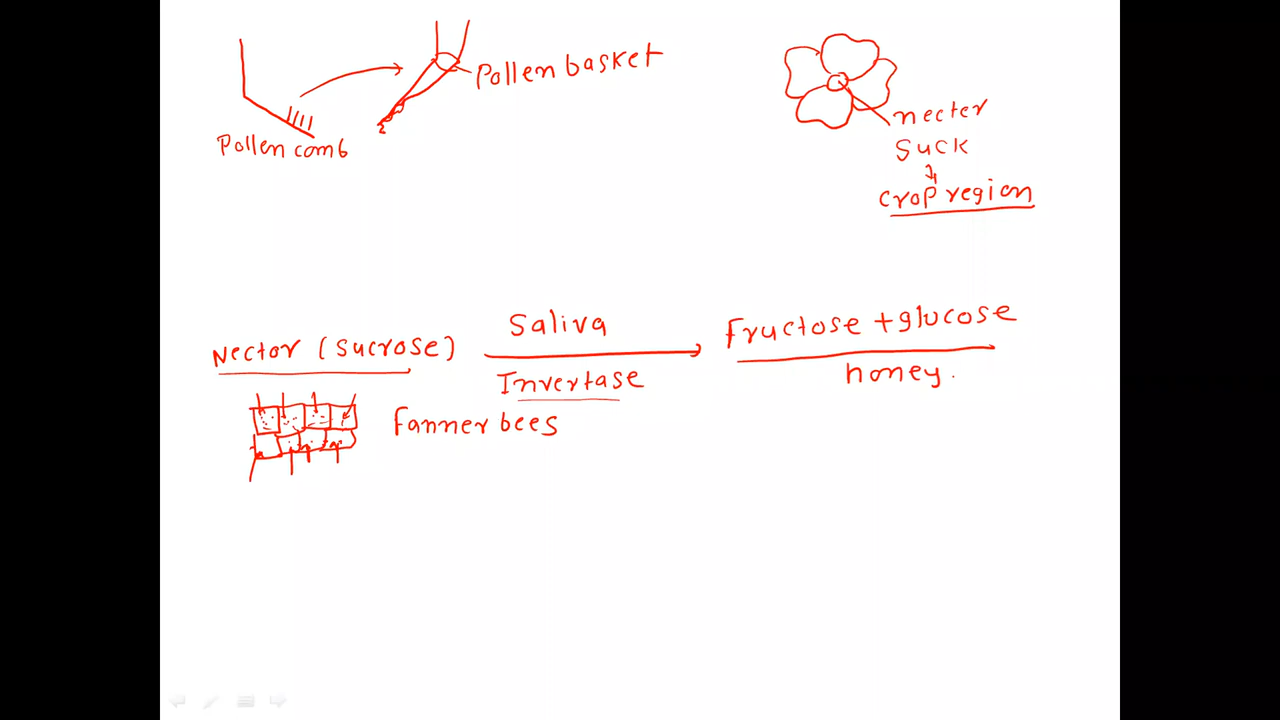 Pollen basket
Pollen comb
necter
suck
crop region
Nector (sucrose)
Saliva
Invertase
fructose + glucose
honey.
fanner bees